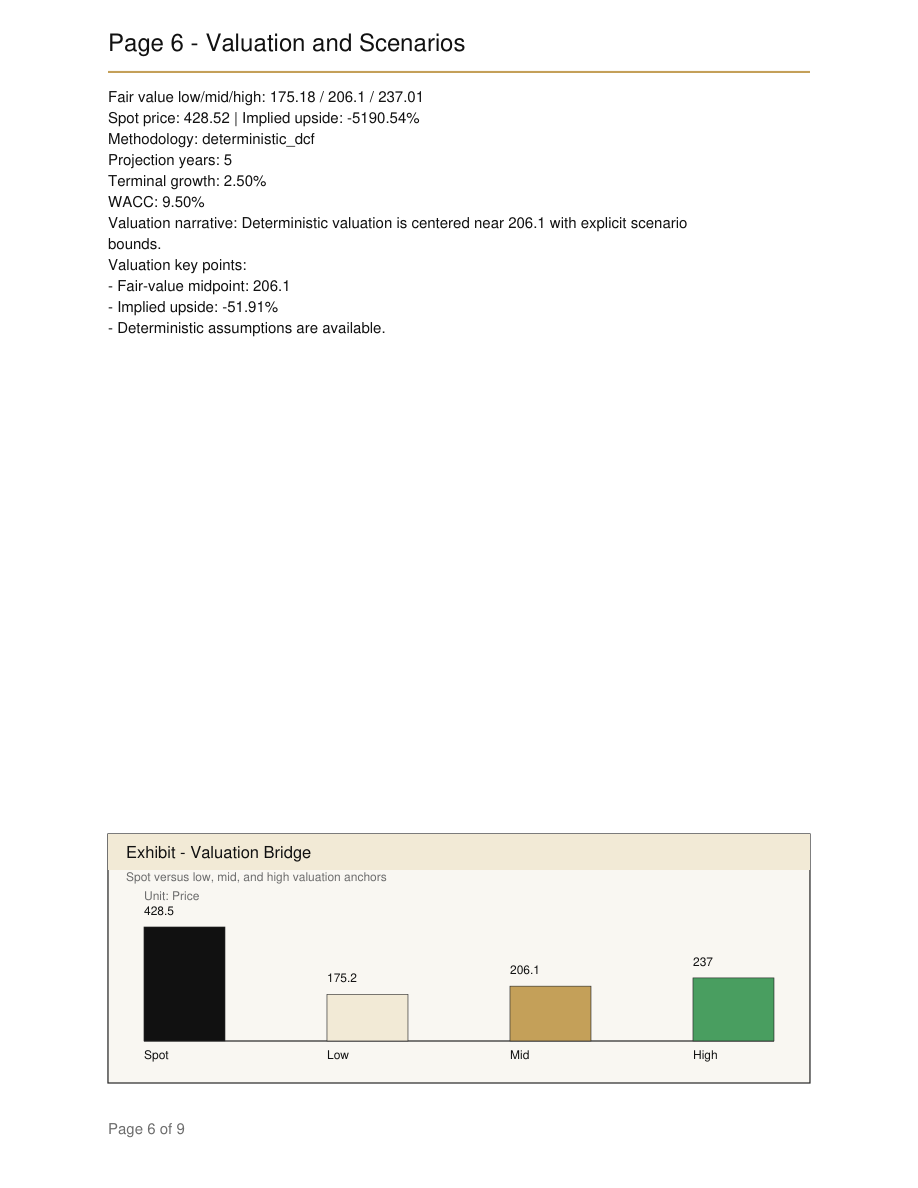 Page 6 - Valuation and Scenarios
Fair value low/mid/high: 175.18 / 206.1 / 237.01
Spot price: 428.52 | Implied upside: -5190.54%
Methodology: deterministic_dcf
Projection years: 5
Terminal growth: 2.50%
WACC: 9.50%
Valuation narrative: Deterministic valuation is centered near 206.1 with explicit scenario
bounds.
Valuation key points:
- Fair-value midpoint: 206.1
- Implied upside: -51.91%
- Deterministic assumptions are available.
Exhibit - Valuation Bridge
Spot versus low, mid, and high valuation anchors
Unit: Price
428.5
175.2
206.1
237
Spot
Low
Mid
High
Page 6 of 9